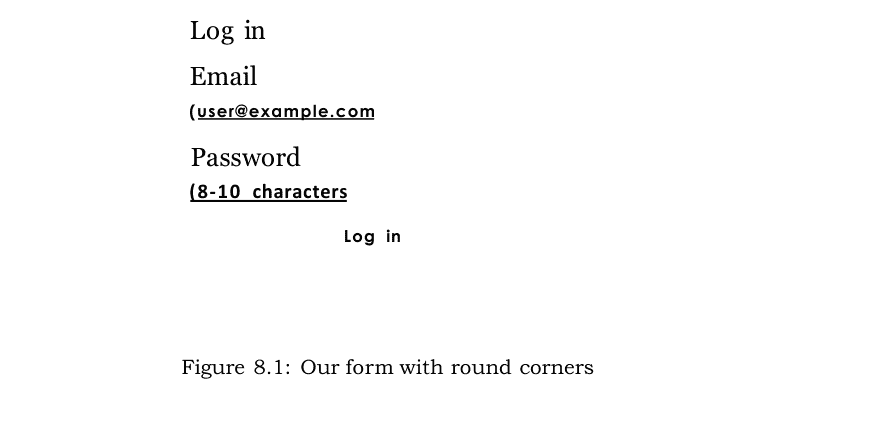 Log in
Email
(user@example.com
Password
(8-10 characters
Log in
Figure 8.1: Our form with round corners